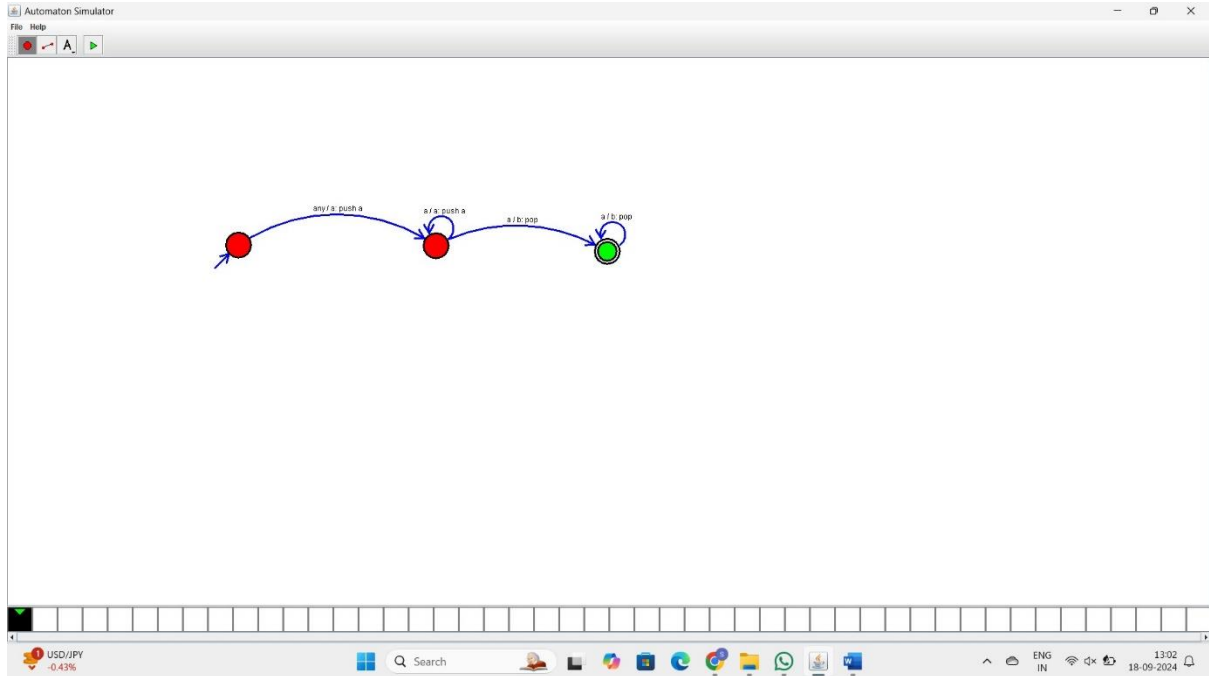 Automaton Simulator
File Help
A
any / a: push a
a / a: push a
a / b: pop
a / b: pop
USD/JPY
-0.43%
Search
ENG
IN
13:02
18-09-2024